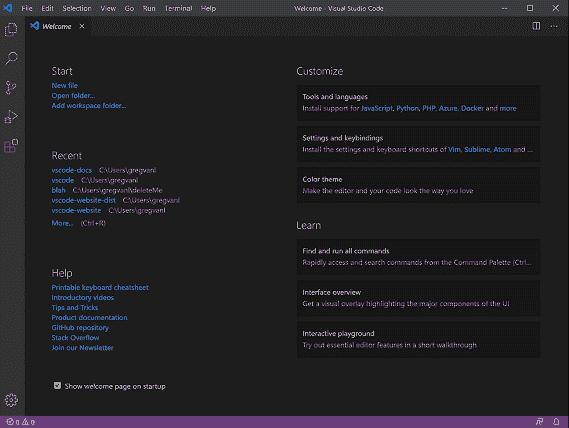 File Edit Selection View Go Run Terminal Help Welcome - Visual Studio Code
Welcome
Start
New file
Open folder...
Add workspace folder...
Recent
vscode-docs C:\Users\gregvanl
vscode C:\Users\gregvanl
blah C:\Users\gregvanl\deleteMe
vscode-website-dist C:\Users\gregvanl
vscode-website C:\Users\gregvanl
More... (Ctrl+R)
Help
Printable keyboard cheatsheet
Introductory videos
Tips and Tricks
Product documentation
GitHub repository
Stack Overflow
Join our Newsletter
Show welcome page on startup
Customize
Tools and languages
Install support for JavaScript, Python, PHP, Azure, Docker and more
Settings and keybindings
Install the settings and keyboard shortcuts of Vim, Sublime, Atom and ...
Color theme
Make the editor and your code look the way you love
Learn
Find and run all commands
Rapidly access and search commands from the Command Palette (Ctrl...
Interface overview
Get a visual overlay highlighting the major components of the UI
Interactive playground
Try out essential editor features in a short walkthrough
0 0